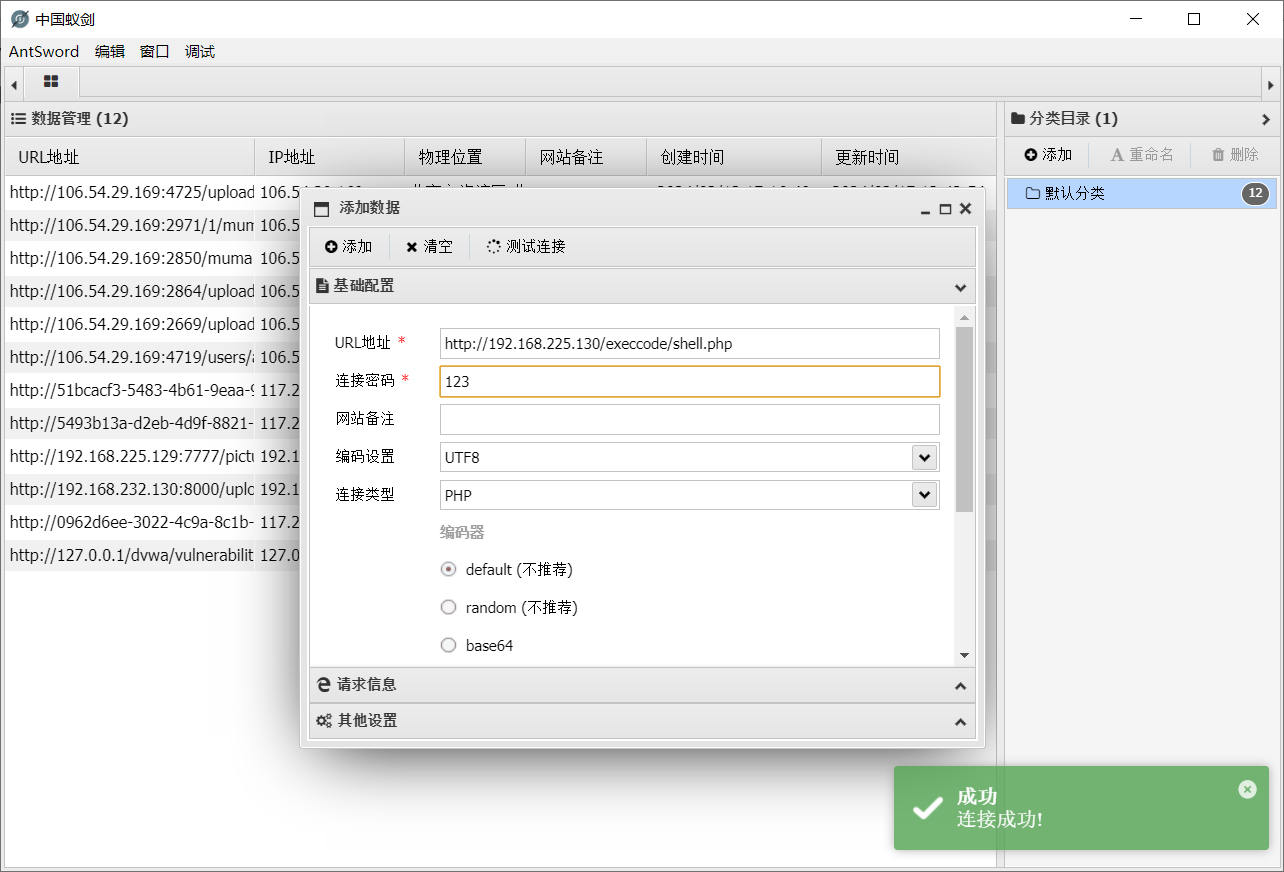 中国蚁剑
AntSword 编辑 窗口 调试
数据管理 (12)
分类目录 (1)
URL地址 IP地址 物理位置 网站备注 创建时间 更新时间
添加 重命名 删除
默认分类 12
http://106.54.29.169:4725/upload 106.5
http://106.54.29.169:2971/1/mum 106.5
http://106.54.29.169:2850/muma 106.5
http://106.54.29.169:2864/upload 106.5
http://106.54.29.169:2669/upload 106.5
http://106.54.29.169:4719/users/a 106.5
http://51bcacf3-5483-4b61-9eaa-9 117.2
http://5493b13a-d2eb-4d9f-8821- 117.2
http://192.168.225.129:7777/pictu 192.1
http://192.168.232.130:8000/uplo 192.1
http://0962d6ee-3022-4c9a-8c1b- 117.2
http://127.0.0.1/dvwa/vulnerabilit 127.0
添加数据
添加 清空 测试连接
基础配置
URL地址 * http://192.168.225.130/execcode/shell.php
连接密码 * 123
网站备注
编码设置 UTF8
连接类型 PHP
编码器
default (不推荐)
random (不推荐)
base64
请求信息
其他设置
成功
连接成功!